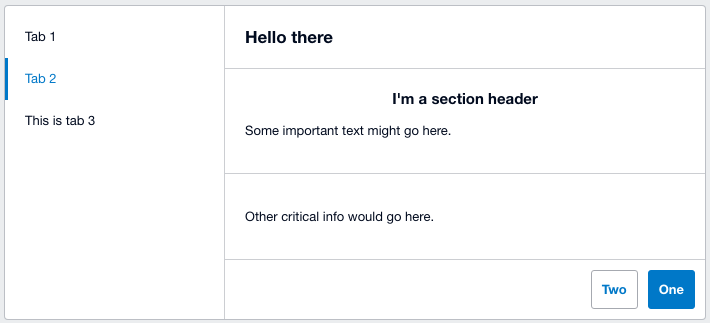 Tab 1
Tab 2
This is tab 3
Hello there
I'm a section header
Some important text might go here.
Other critical info would go here.
Two One